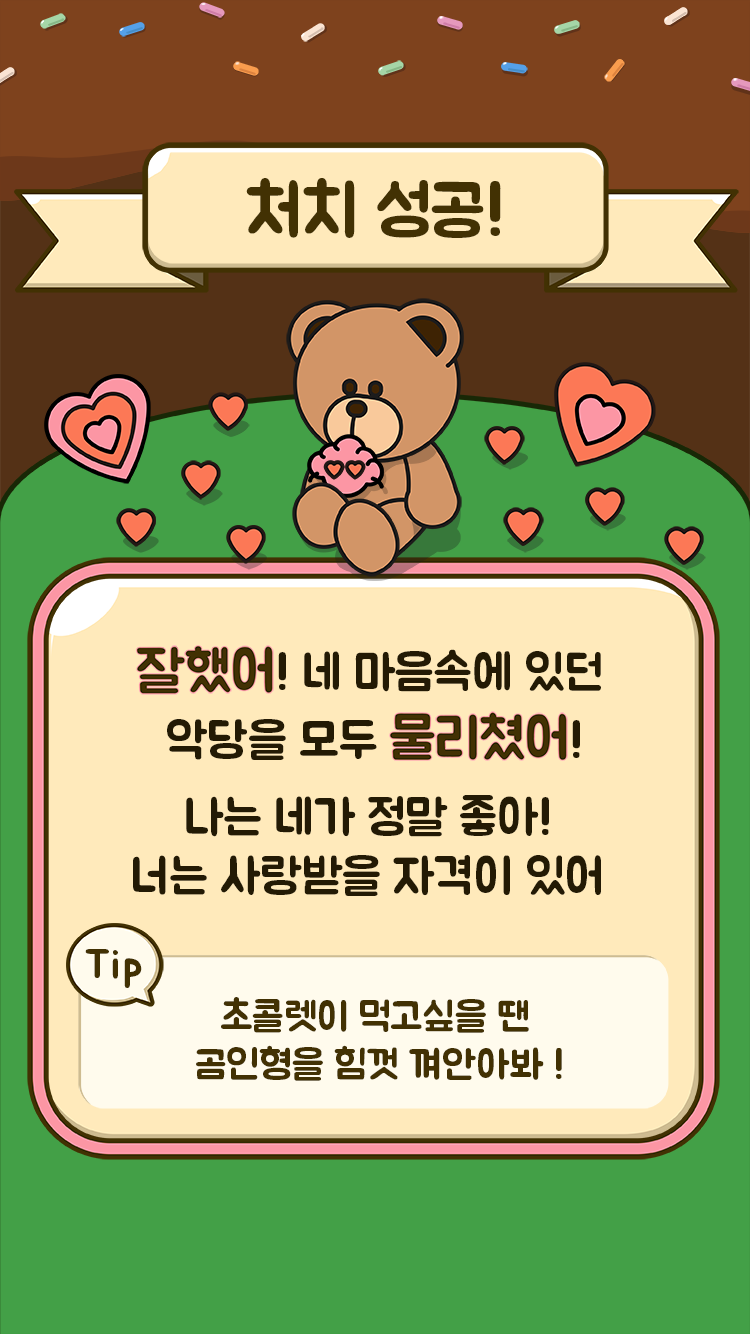 처치 성공!
잘했어! 네 마음속에 있던
악당을 모두 물리쳤어!
나는 네가 정말 좋아!
너는 사랑받을 자격이 있어
Tip
초콜렛이 먹고싶을 땐
곰인형을 힘껏 껴안아봐 !